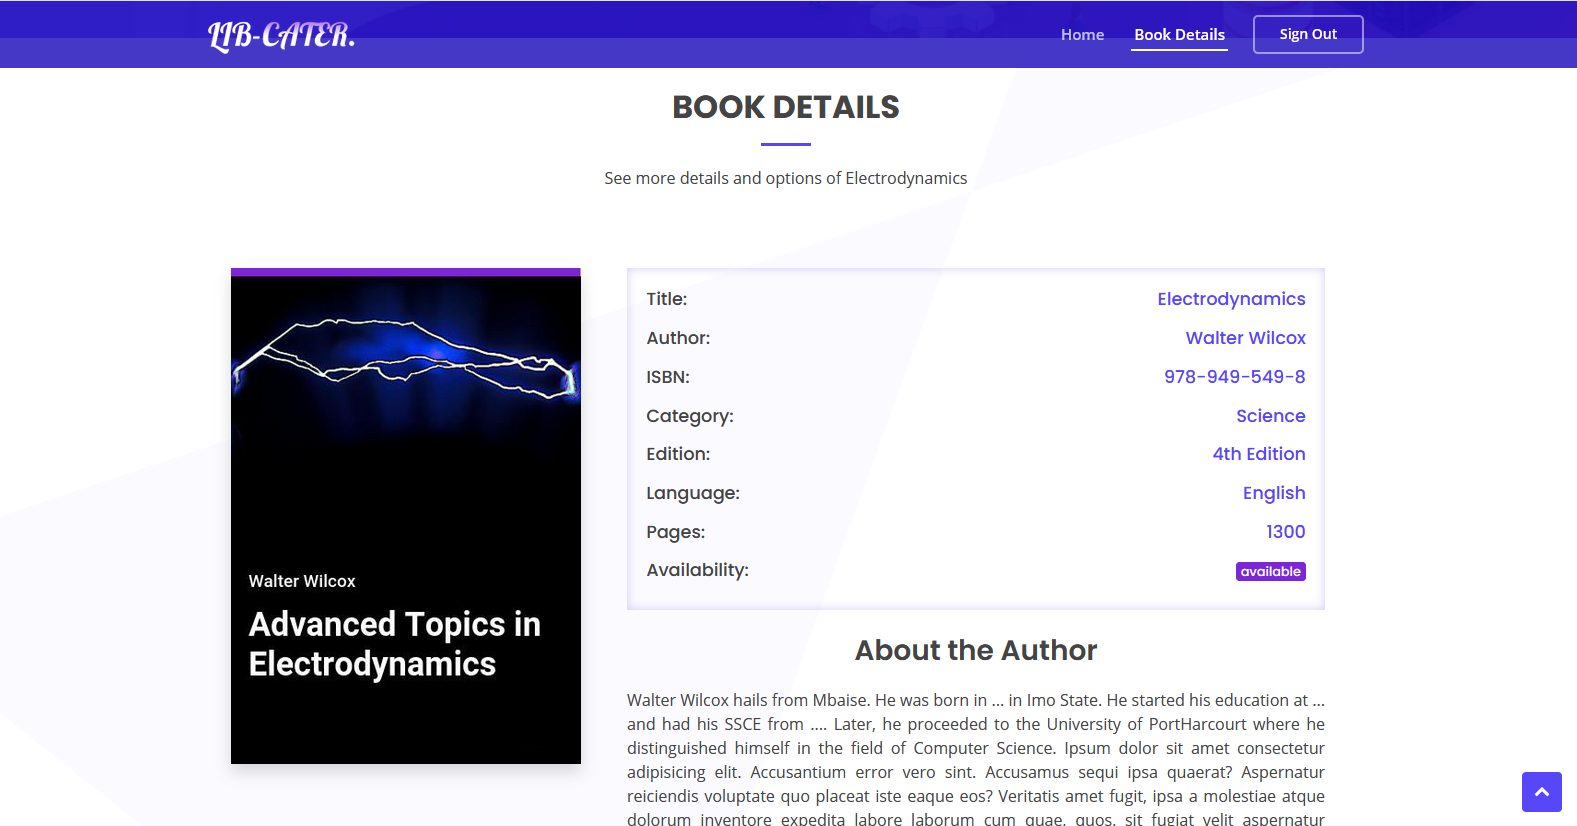 LIB-CATER.
Home
Book Details
Sign Out
BOOK DETAILS
See more details and options of Electrodynamics
Walter Wilcox
Advanced Topics in
Electrodynamics
Title: Electrodynamics
Author: Walter Wilcox
ISBN: 978-949-549-8
Category: Science
Edition: 4th Edition
Language: English
Pages: 1300
Availability: available
About the Author
Walter Wilcox hails from Mbaise. He was born in ... in Imo State. He started his education at ...
and had his SSCE from .... Later, he proceeded to the University of PortHarcourt where he
distinguished himself in the field of Computer Science. Ipsum dolor sit amet consectetur
adipisicing elit. Accusantium error vero sint. Accusamus sequi ipsa quaerat? Aspernatur
reiciendis voluptate quo placeat iste eaque eos? Veritatis amet fugit, ipsa a molestiae atque
dolorum inventore expedita labore laborum cum quae, quos, sit fugiat velit aspernatur